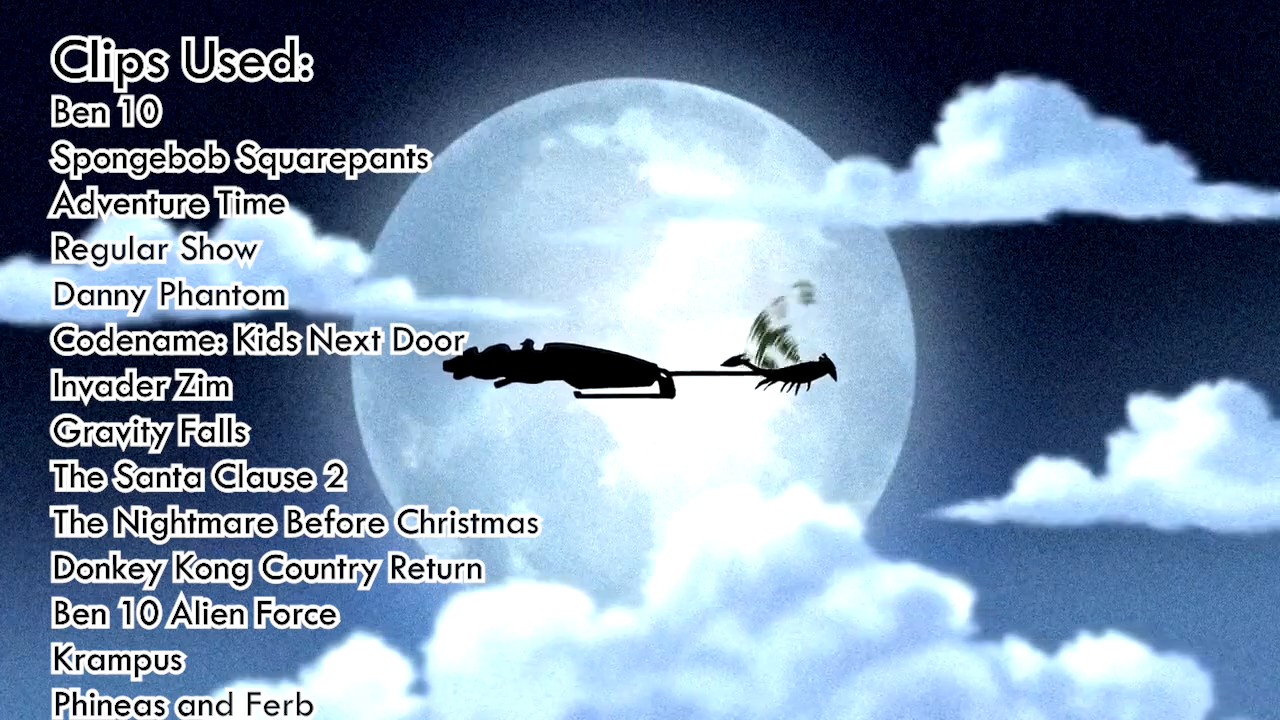 Clips Used:
Ben 10
Spongebob Squarepants
Adventure Time
Regular Show
Danny Phantom
Codename: Kids Next Door
Invader Zim
Gravity Falls
The Santa Clause 2
The Nightmare Before Christmas
Donkey Kong Country Return
Ben 10 Alien Force
Krampus
Phineas and Ferb